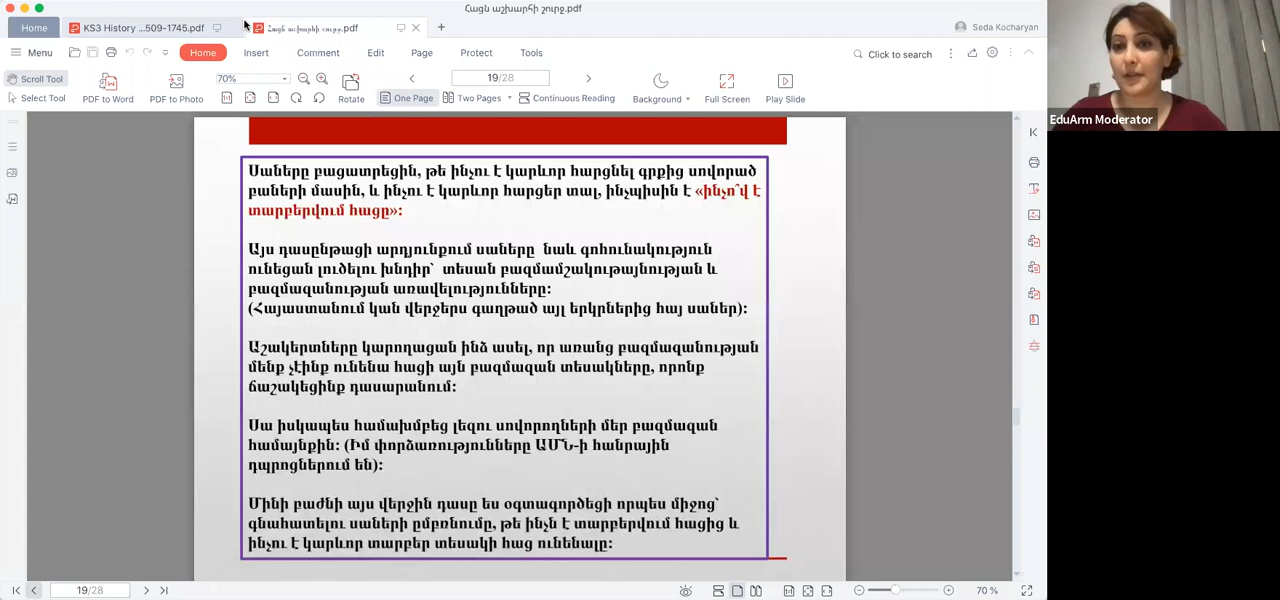 Հացն աշխարհի շուրջ.pdf
Home
KS3 History ...509-1745.pdf
Հացն աշխարհի շուրջ.pdf
Seda Kocharyan
Menu
Home
Insert
Comment
Edit
Page
Protect
Tools
Click to search
Scroll Tool
Select Tool
PDF to Word
PDF to Photo
70%
Rotate
19/28
One Page
Two Pages
Continuous Reading
Background
Full Screen
Play Slide
EduArm Moderator
Սաները բացատրեցին, թե ինչու է կարևոր հարցնել գրքից սովորած
բաների մասին, և ինչու է կարևոր հարցեր տալ, ինչպիսին է «ինչո՞վ է
տարբերվում հացը»:
Այս դասընթացի արդյունքում սաները նաև գոհունակություն
ունեցան լուծելու խնդիր՝ տեսան բազմամշակութայնության և
բազմազանության առավելությունները:
(Հայաստանում կան վերջերս գաղթած այլ երկրներից հայ սաներ):
Աշակերտները կարողացան ինձ ասել, որ առանց բազմազանության
մենք չէինք ունենա հացի այն բազմազան տեսակները, որոնք
ճաշակեցինք դասարանում:
Սա իսկապես համախմբեց լեզու սովորողների մեր բազմազան
համայնքին: (Իմ փորձառությունները ԱՄՆ-ի հանրային
դպրոցներում են):
Մինի բաժնի այս վերջին դասը ես օգտագործեցի որպես միջոց՝
գնահատելու սաների ըմբռնումը, թե ինչն է տարբերվում հացից և
ինչու է կարևոր տարբեր տեսակի հաց ունենալը:
19/28
70 %